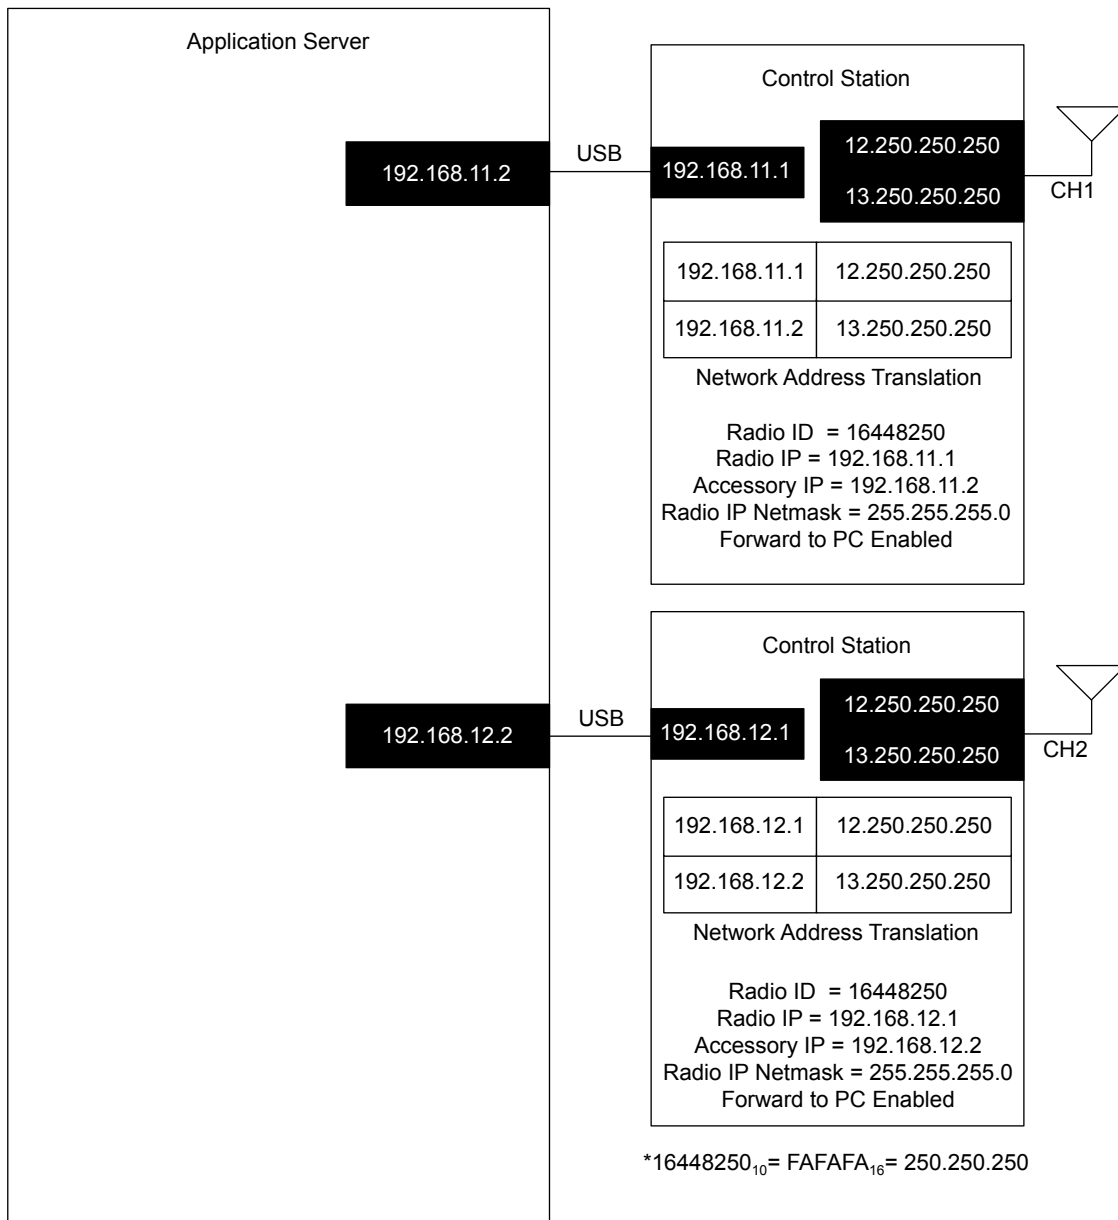 Application Server
Control Station
192.168.11.2
USB
192.168.11.1
12.250.250.250
13.250.250.250
CH1
192.168.11.1 12.250.250.250
192.168.11.2 13.250.250.250
Network Address Translation
Radio ID = 16448250
Radio IP = 192.168.11.1
Accessory IP = 192.168.11.2
Radio IP Netmask = 255.255.255.0
Forward to PC Enabled
Control Station
192.168.12.2
USB
192.168.12.1
12.250.250.250
13.250.250.250
CH2
192.168.12.1 12.250.250.250
192.168.12.2 13.250.250.250
Network Address Translation
Radio ID = 16448250
Radio IP = 192.168.12.1
Accessory IP = 192.168.12.2
Radio IP Netmask = 255.255.255.0
Forward to PC Enabled
*16448250₁₀= FAFAFA₁₆= 250.250.250